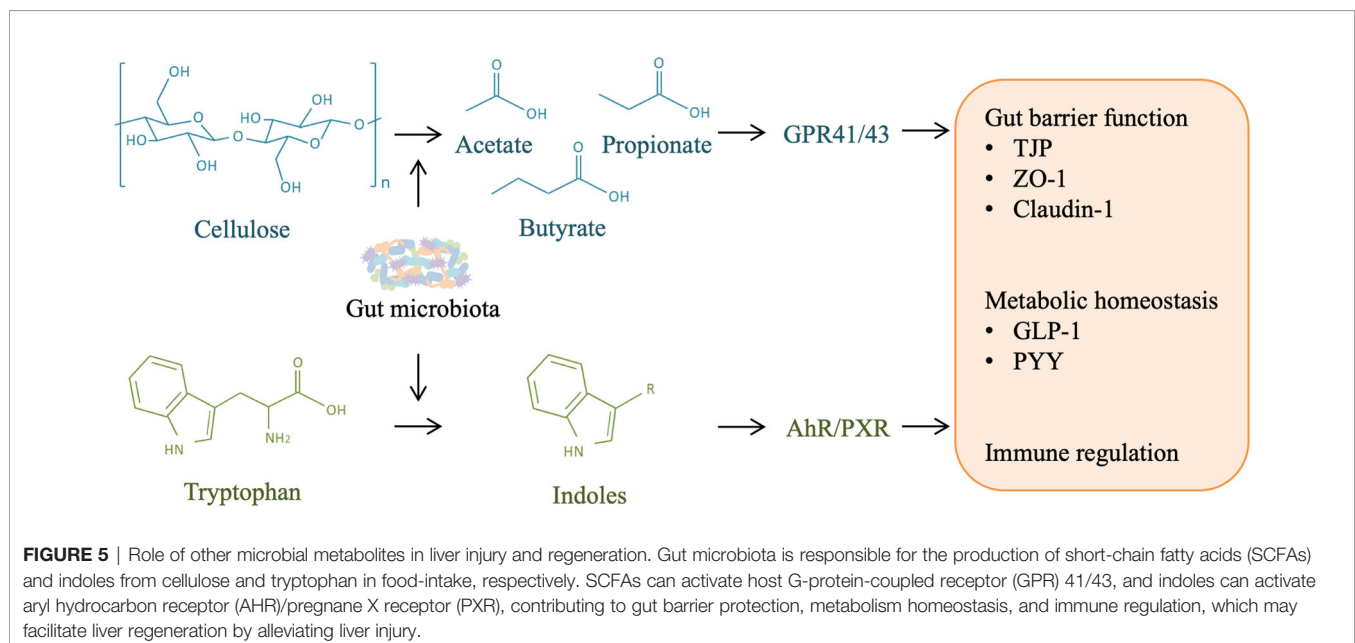 OH
O
HO
HO
OH
O
OH
HO
OH
O
O
OH
n
Cellulose
O
OH
Acetate
O
OH
Propionate
O
OH
Butyrate
GPR41/43
Gut microbiota
O
OH
NH2
HN
Tryptophan
R
HN
Indoles
AhR/PXR
Gut barrier function
• TJP
• ZO-1
• Claudin-1
Metabolic homeostasis
• GLP-1
• PYY
Immune regulation
FIGURE 5 | Role of other microbial metabolites in liver injury and regeneration. Gut microbiota is responsible for the production of short-chain fatty acids (SCFAs)
and indoles from cellulose and tryptophan in food-intake, respectively. SCFAs can activate host G-protein-coupled receptor (GPR) 41/43, and indoles can activate
aryl hydrocarbon receptor (AHR)/pregnane X receptor (PXR), contributing to gut barrier protection, metabolism homeostasis, and immune regulation, which may
facilitate liver regeneration by alleviating liver injury.